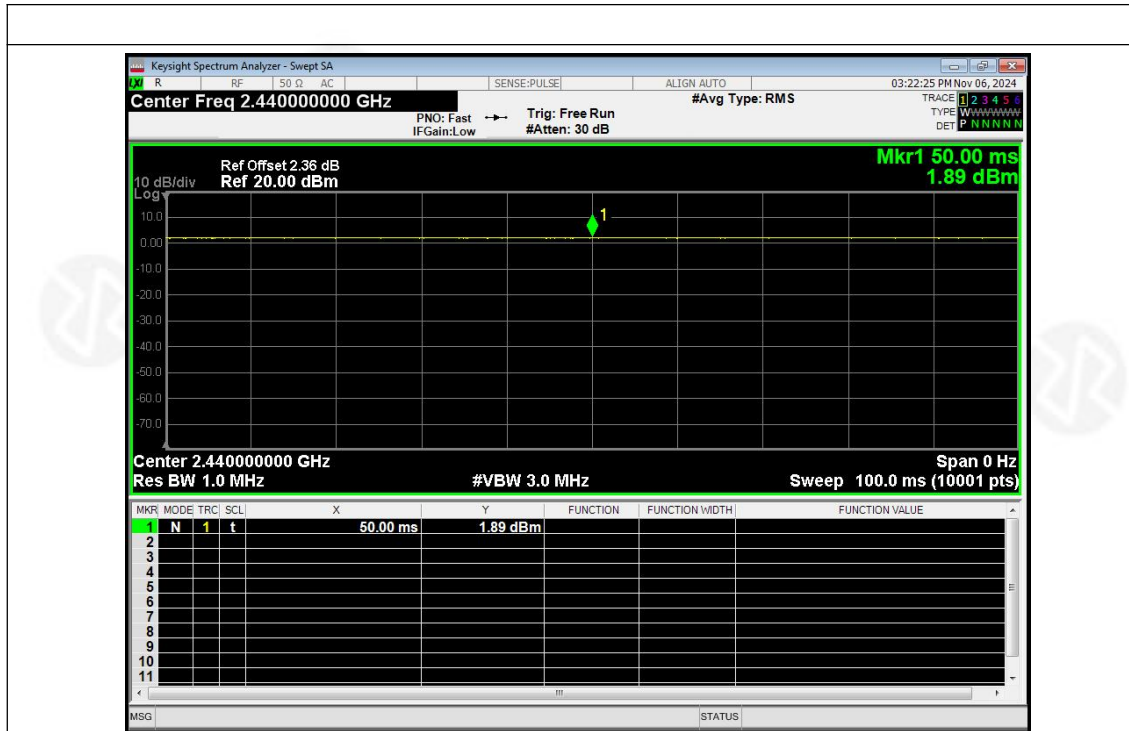 Keysight Spectrum Analyzer - Swept SA
LXI R RF 50 Ω AC SENSE:PULSE ALIGN AUTO 03:22:25 PM Nov 06, 2024
Center Freq 2.440000000 GHz #Avg Type: RMS TRACE 1 2 3 4 5 6
PNO: Fast Trig: Free Run TYPE WWWWWW
IFGain:Low #Atten: 30 dB DET P N N N N N
Mkr1 50.00 ms
Ref Offset 2.36 dB
10 dB/div Ref 20.00 dBm 1.89 dBm
Log
10.0
1
0.00
-10.0
-20.0
-30.0
-40.0
-50.0
-60.0
-70.0
Center 2.440000000 GHz Span 0 Hz
Res BW 1.0 MHz #VBW 3.0 MHz Sweep 100.0 ms (10001 pts)
MKR MODE TRC SCL X Y FUNCTION FUNCTION WIDTH FUNCTION VALUE
1 N 1 t 50.00 ms 1.89 dBm
2
3
4
5
6
7
8
9
10
11
MSG STATUS